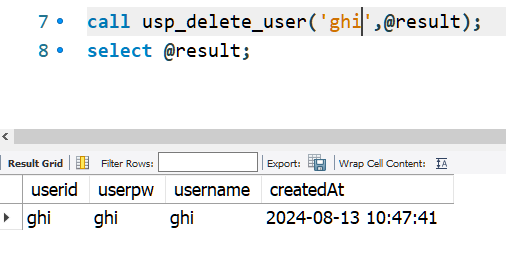 7 call usp_delete_user('ghi',@result);
8 select @result;
Result Grid Filter Rows: Export: Wrap Cell Content:
userid userpw username createdAt
ghi ghi ghi 2024-08-13 10:47:41